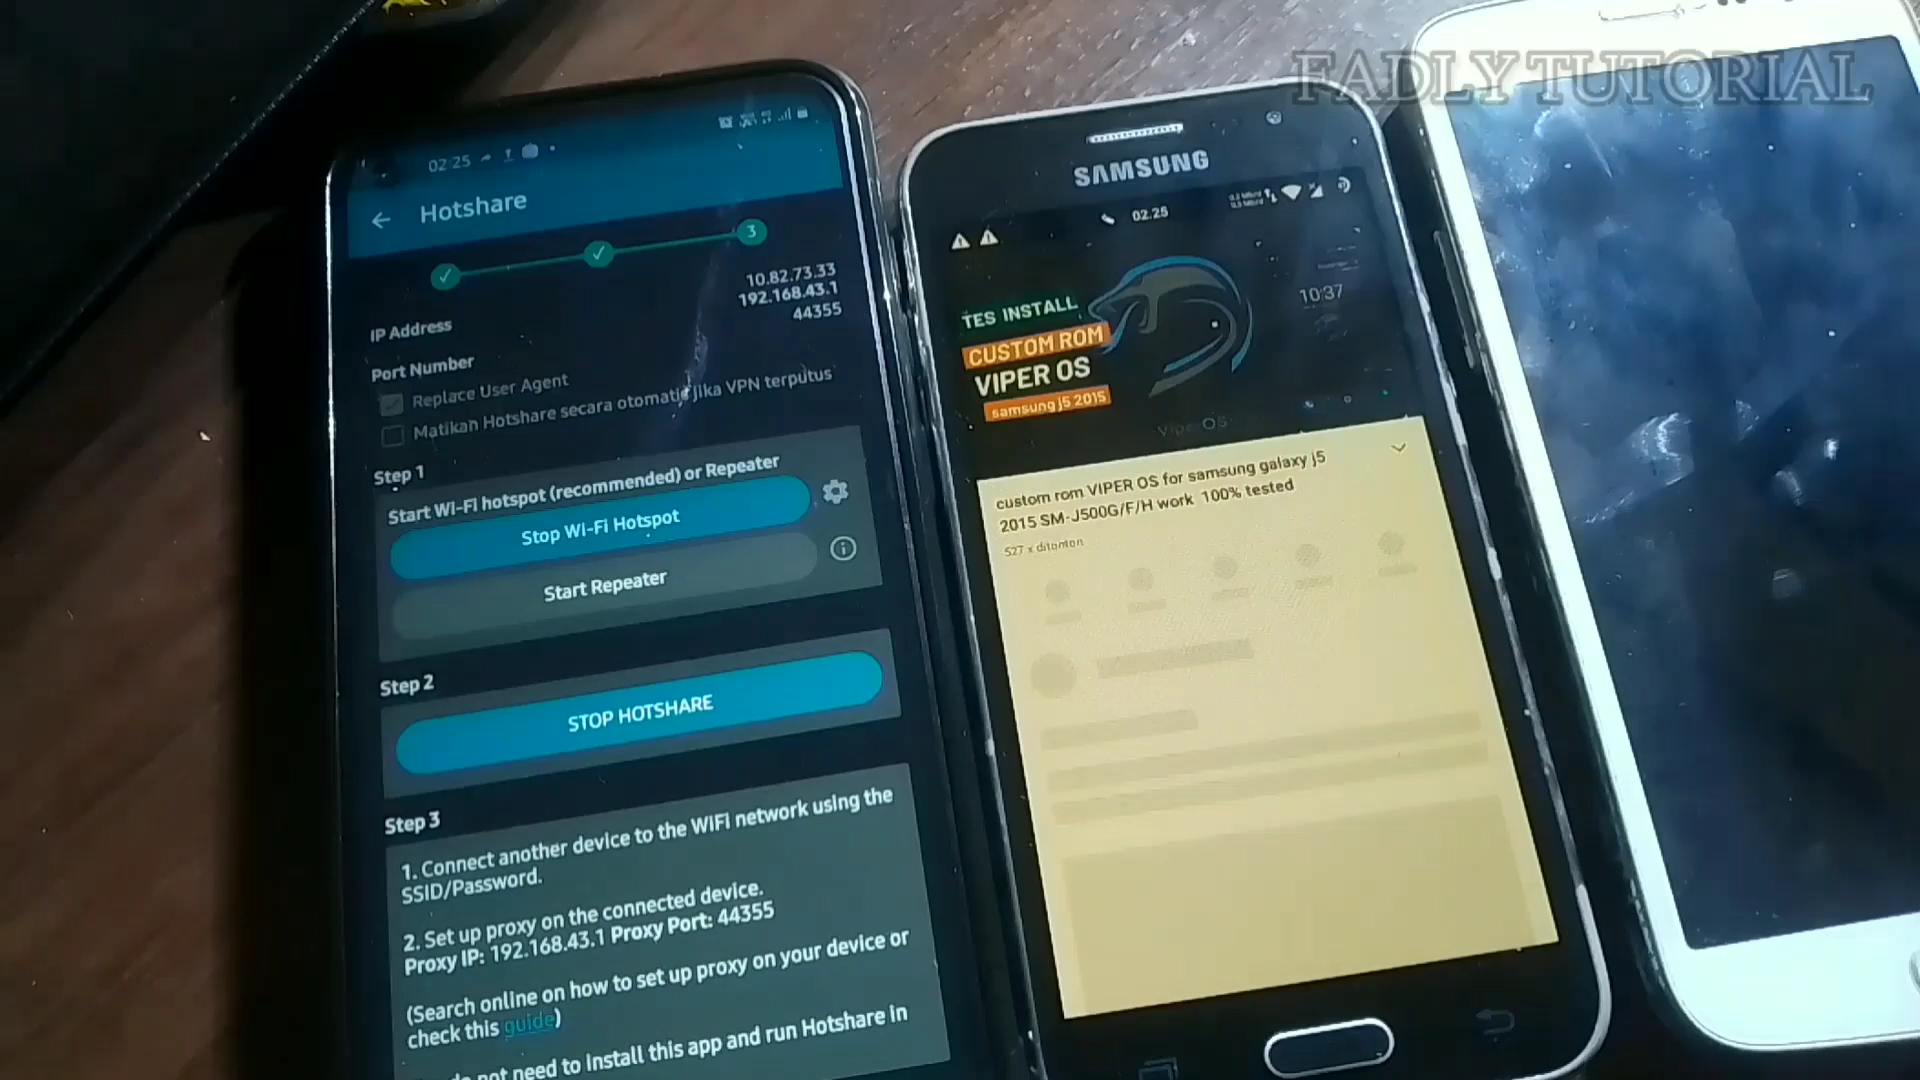 FADLY TUTORIAL
02:25
Hotshare
3
IP Address
10.82.73.33
192.168.43.1
Port Number
44355
Replace User Agent
Matikan Hotshare secara otomatis jika VPN terputus
Step 1
Start Wi-Fi hotspot (recommended) or Repeater
Stop Wi-Fi Hotspot
Start Repeater
Step 2
STOP HOTSHARE
Step 3
1. Connect another device to the WiFi network using the
SSID/Password.
2. Set up proxy on the connected device.
Proxy IP: 192.168.43.1 Proxy Port: 44355
(Search online on how to set up proxy on your device or
check this guide)
not need to install this app and run Hotshare in
SAMSUNG
02.25
TES INSTALL
CUSTOM ROM
VIPER OS
samsung j5 2015
10:37
Viper OS
custom rom VIPER OS for samsung galaxy j5
2015 SM-J500G/F/H work 100% tested
527 x ditonton